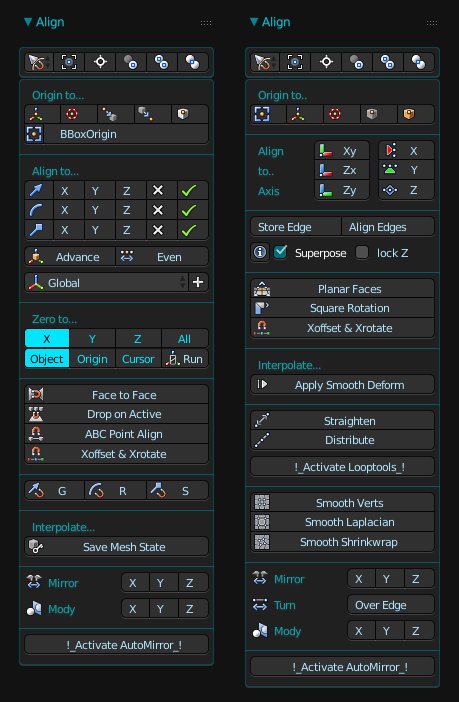 Align
Origin to...
BBoxOrigin
Align to...
X Y Z
X Y Z
X Y Z
Advance Even
Global
Zero to...
X Y Z All
Object Origin Cursor Run
Face to Face
Drop on Active
ABC Point Align
Xoffset & Xrotate
G R S
Interpolate...
Save Mesh State
Mirror X Y Z
Mody X Y Z
!_Activate AutoMirror_!
Align
Origin to..
Align Xy X
to.. Zx Y
Axis Zy Z
Store Edge Align Edges
Superpose lock Z
Planar Faces
Square Rotation
Xoffset & Xrotate
Interpolate...
Apply Smooth Deform
Straighten
Distribute
!_Activate Looptools_!
Smooth Verts
Smooth Laplacian
Smooth Shrinkwrap
Mirror X Y Z
Turn Over Edge
Mody X Y Z
!_Activate AutoMirror_!